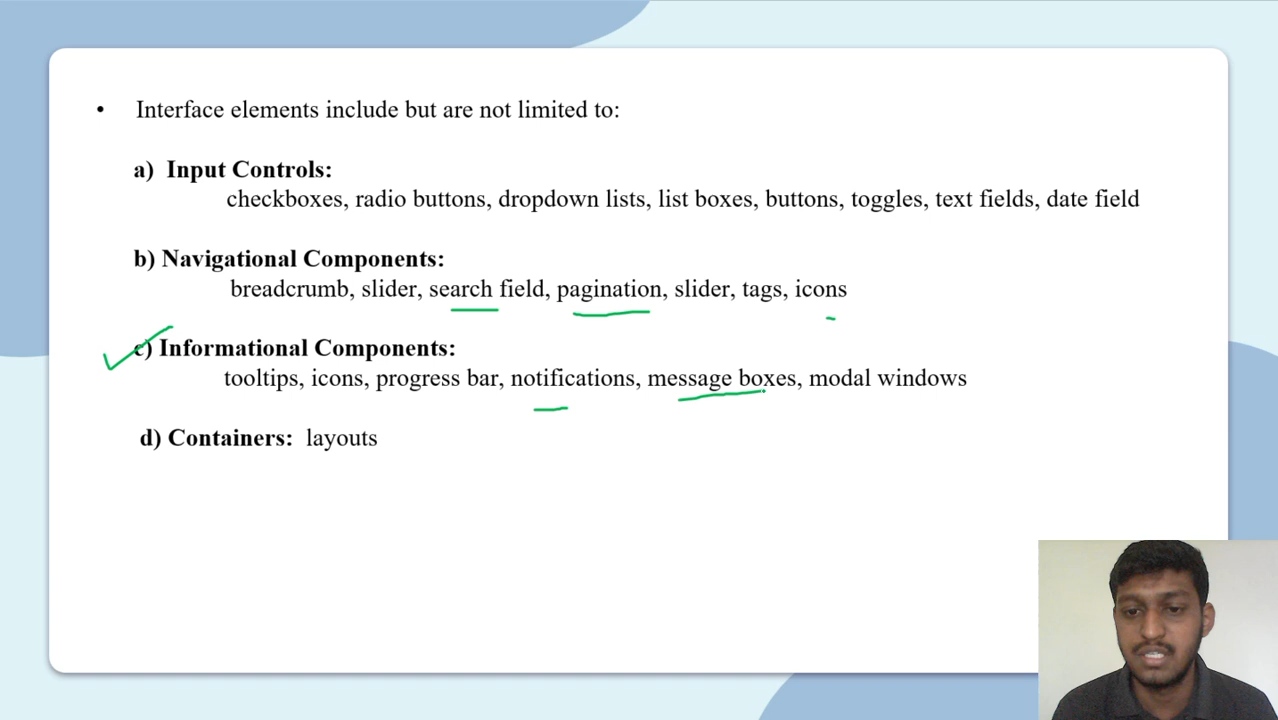 • Interface elements include but are not limited to:
a) Input Controls:
checkboxes, radio buttons, dropdown lists, list boxes, buttons, toggles, text fields, date field
b) Navigational Components:
breadcrumb, slider, search field, pagination, slider, tags, icons
c) Informational Components:
tooltips, icons, progress bar, notifications, message boxes, modal windows
d) Containers: layouts